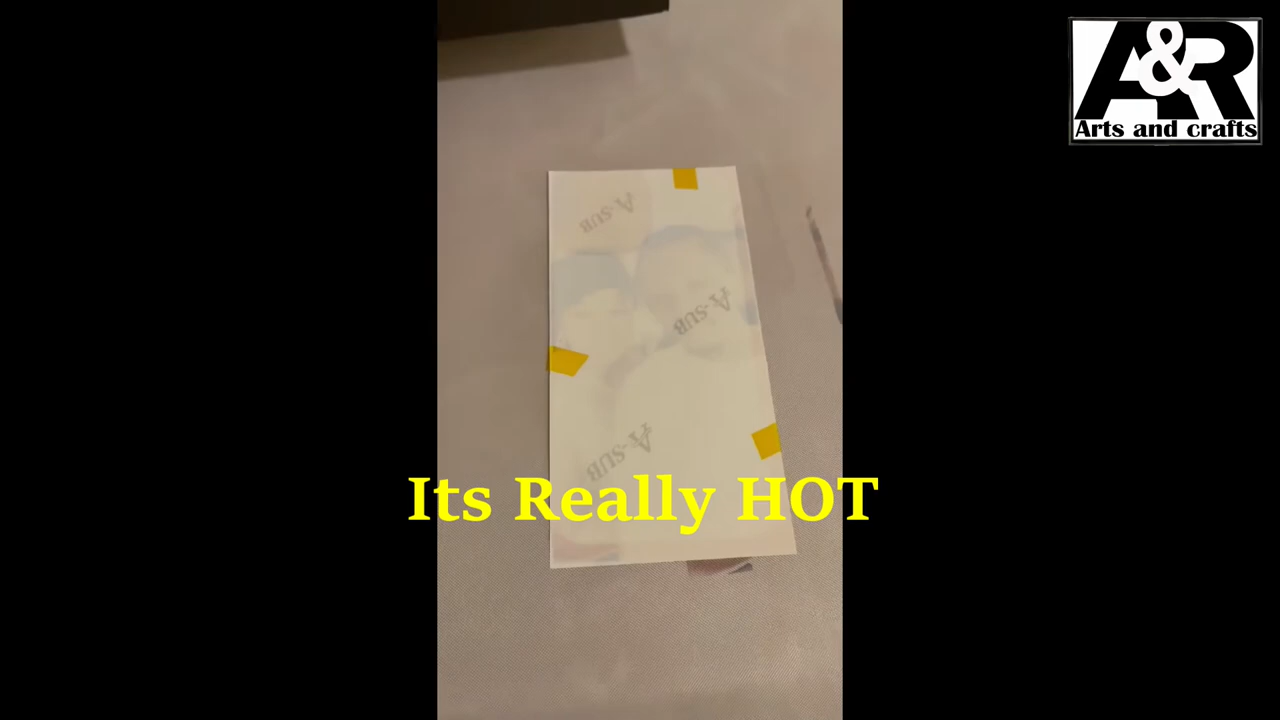 A&R
Arts and crafts
A-SUB
A-SUB
A-SUB
Its Really HOT